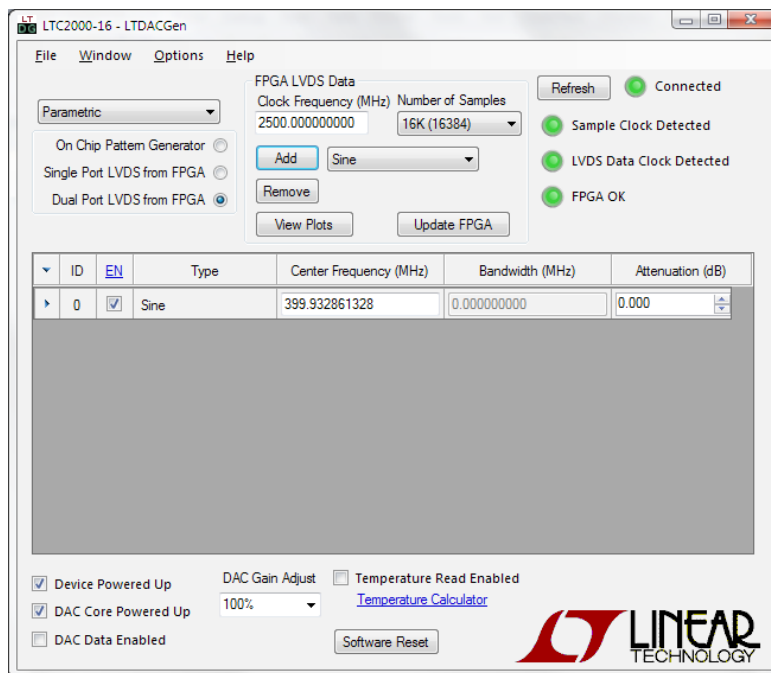 LT
DG
LTC2000-16 - LTDACGen
File Window Options Help
Parametric
On Chip Pattern Generator
Single Port LVDS from FPGA
Dual Port LVDS from FPGA
FPGA LVDS Data
Clock Frequency (MHz) Number of Samples
2500.000000000 16K (16384)
Add Sine
Remove
View Plots Update FPGA
Refresh Connected
Sample Clock Detected
LVDS Data Clock Detected
FPGA OK
ID EN Type Center Frequency (MHz) Bandwidth (MHz) Attenuation (dB)
0 Sine 399.932861328 0.000000000 0.000
Device Powered Up
DAC Core Powered Up
DAC Data Enabled
DAC Gain Adjust
100%
Temperature Read Enabled
Temperature Calculator
Software Reset
LINEAR
TECHNOLOGY